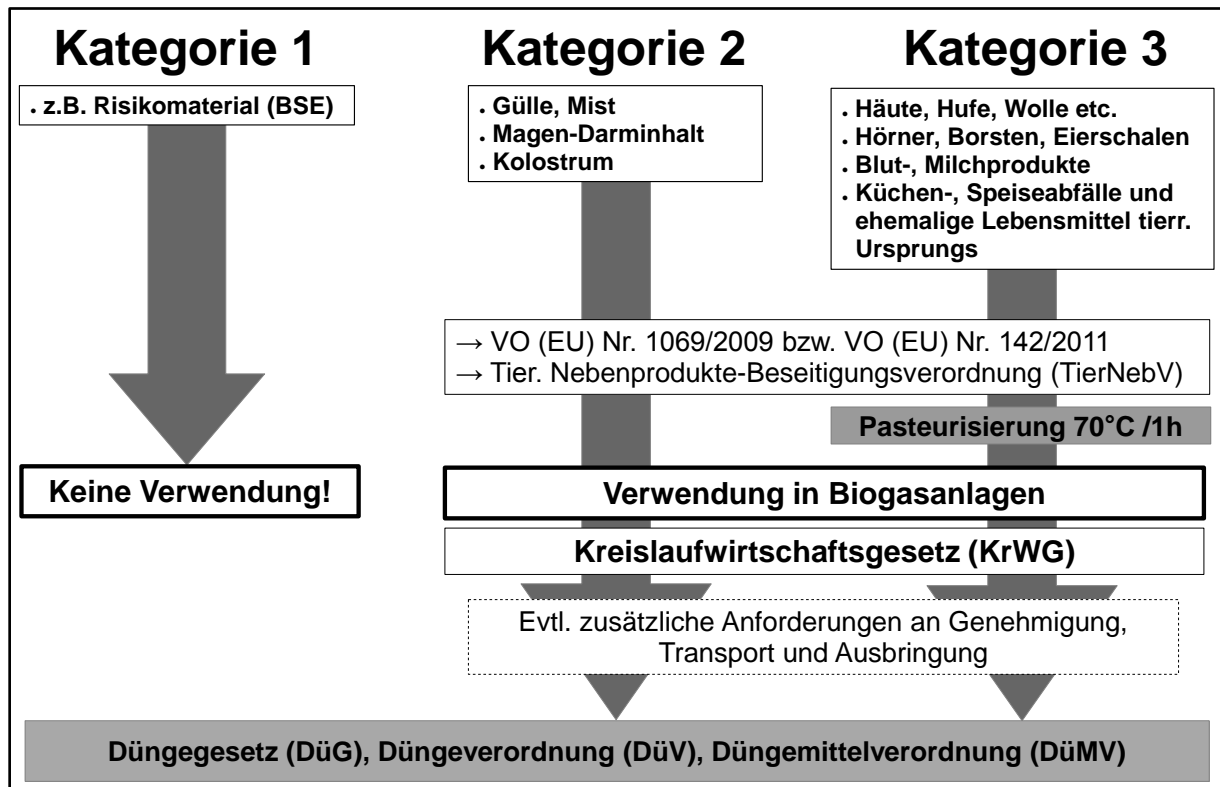 Kategorie 1
Kategorie 2
Kategorie 3
. z.B. Risikomaterial (BSE)
. Gülle, Mist
. Magen-Darminhalt
. Kolostrum
. Häute, Hufe, Wolle etc.
. Hörner, Borsten, Eierschalen
. Blut-, Milchprodukte
. Küchen-, Speiseabfälle und
ehemalige Lebensmittel tierr.
Ursprungs
→ VO (EU) Nr. 1069/2009 bzw. VO (EU) Nr. 142/2011
→ Tier. Nebenprodukte-Beseitigungsverordnung (TierNebV)
Pasteurisierung 70°C /1h
Keine Verwendung!
Verwendung in Biogasanlagen
Kreislaufwirtschaftsgesetz (KrWG)
Evtl. zusätzliche Anforderungen an Genehmigung,
Transport und Ausbringung
Düngegesetz (DüG), Düngeverordnung (DüV), Düngemittelverordnung (DüMV)